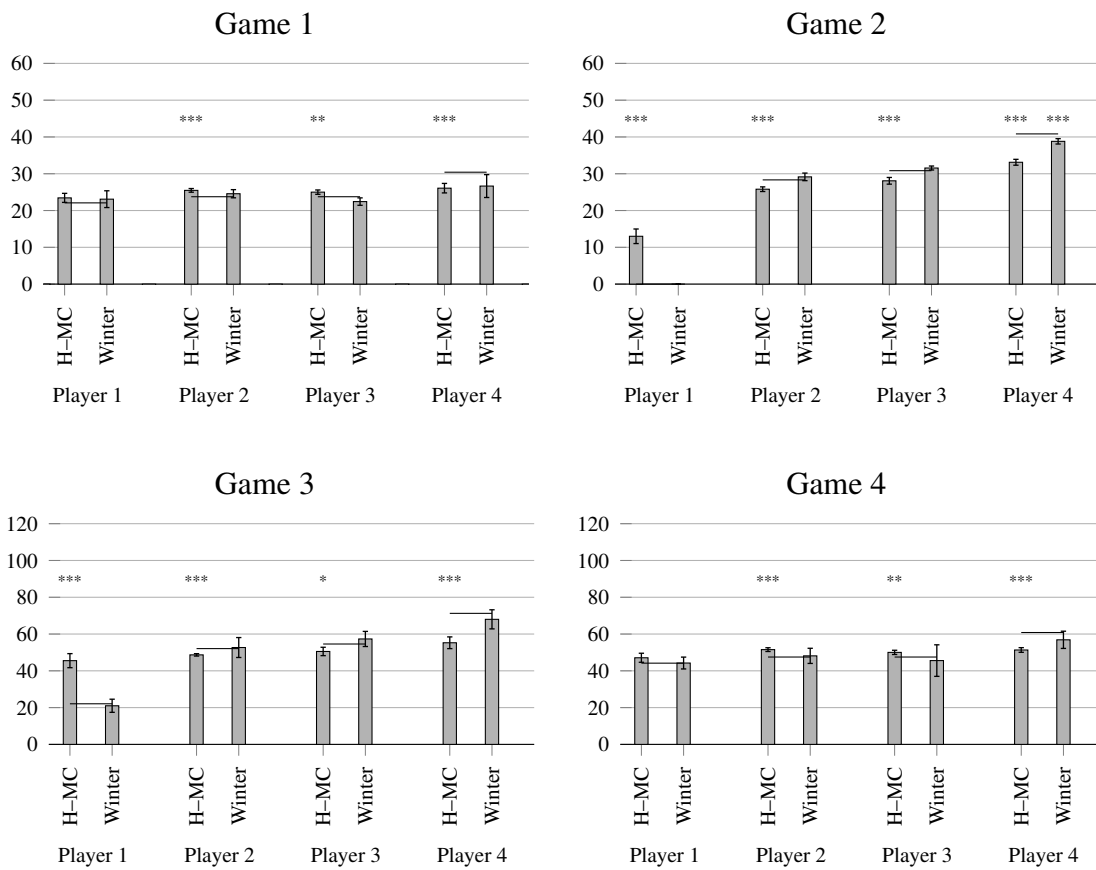 Game 1
60
50
40
30
20
10
0
*** ** ***
H−MC Winter H−MC Winter H−MC Winter H−MC Winter
Player 1 Player 2 Player 3 Player 4
Game 2
60
50
40
30
20
10
0
*** *** *** *** ***
H−MC Winter H−MC Winter H−MC Winter H−MC Winter
Player 1 Player 2 Player 3 Player 4
Game 3
120
100
80
60
40
20
0
*** *** * ***
H−MC Winter H−MC Winter H−MC Winter H−MC Winter
Player 1 Player 2 Player 3 Player 4
Game 4
120
100
80
60
40
20
0
*** ** ***
H−MC Winter H−MC Winter H−MC Winter H−MC Winter
Player 1 Player 2 Player 3 Player 4